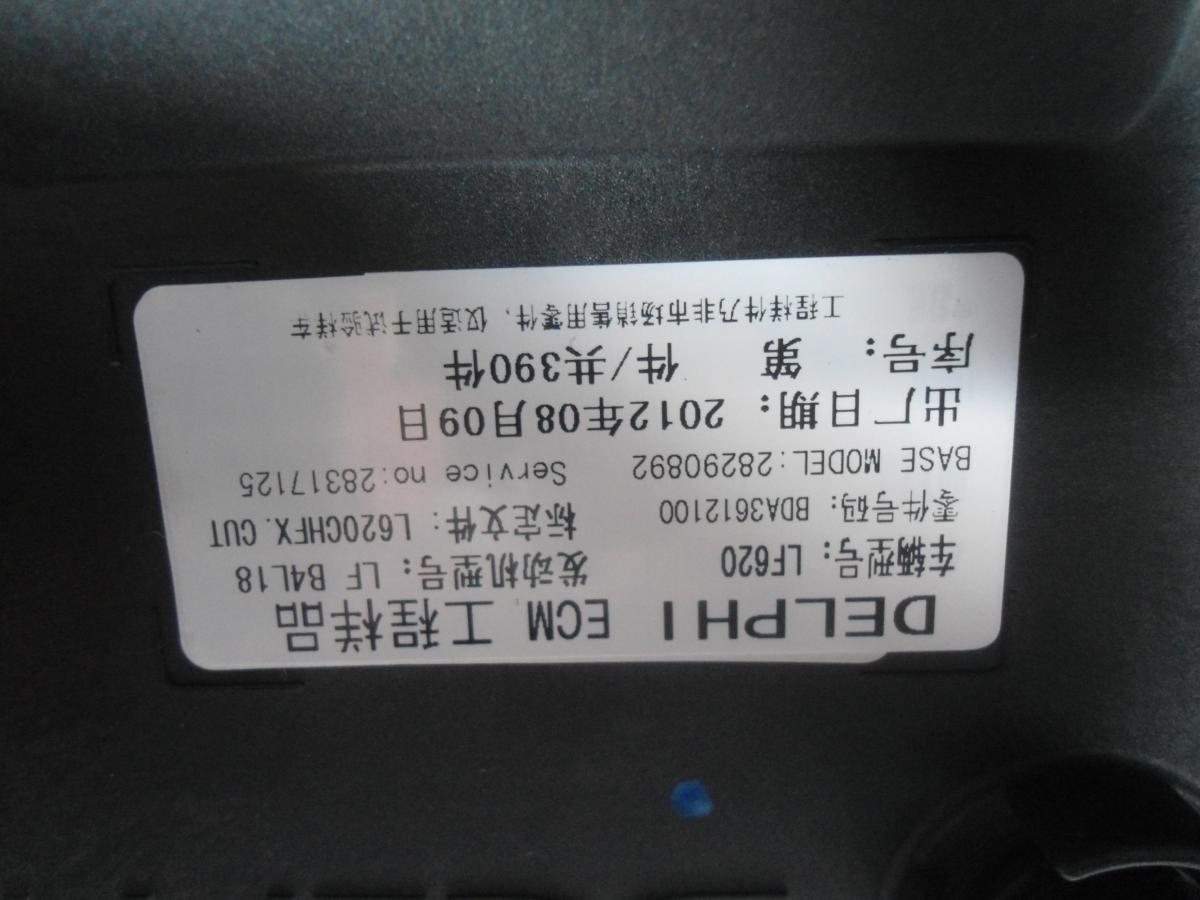 DELPHI ECM 工程样品
车辆型号: LF620 发动机型号: LF B4L18
零件号码: BDA3612100 标定文件: L620CHFX.CUT
BASE MODEL:28290892 Service no:28317125
出厂日期: 2012年08月09日
序号: 第 件/共390件
工程样件乃非市场销售用零件, 仅适用于试验样车